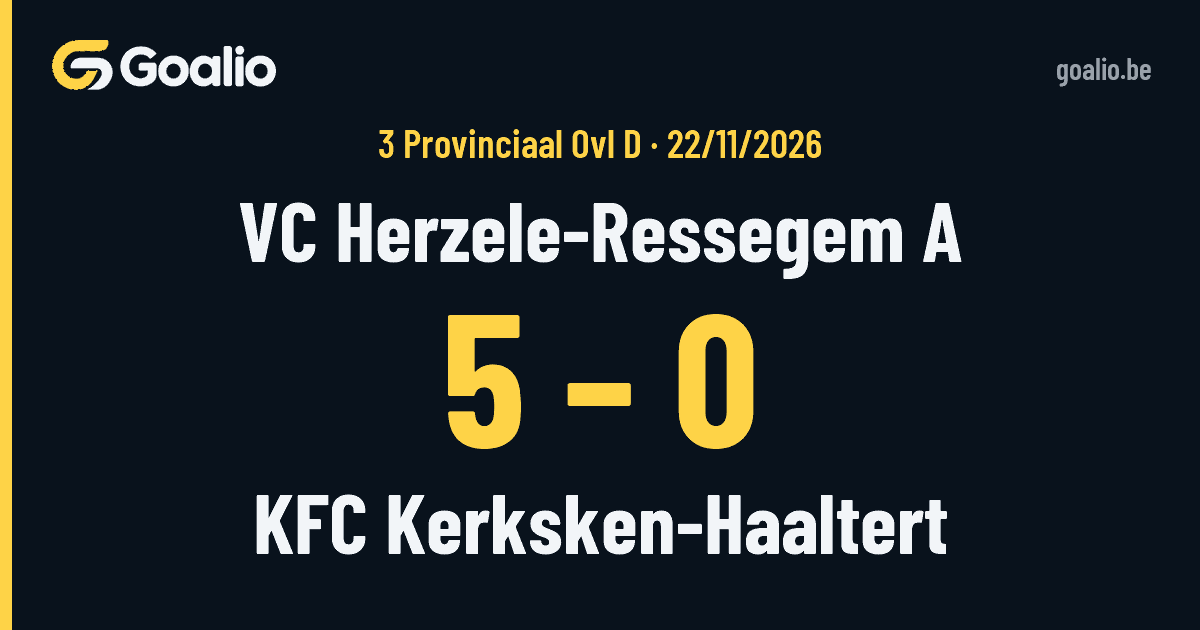 Goalio
goalio.be
3 Provinciaal Ovl D · 22/11/2026
VC Herzele-Ressegem A
5 - 0
KFC Kerksken-Haaltert